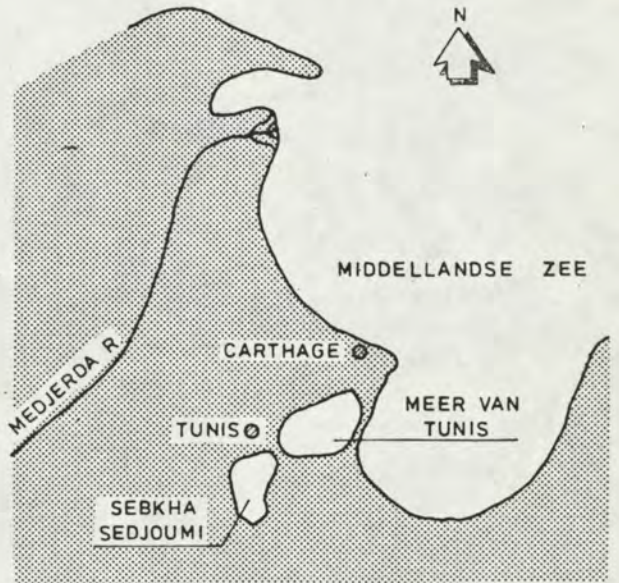 N
MIDDELLANDSE ZEE
CARTHAGE
MEDJERDA R.
MEER VAN
TUNIS
TUNIS
SEBKHA
SEDJOUMI